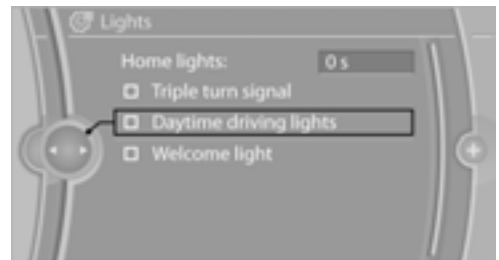 Lights
Home lights: 0 s
Triple turn signal
Daytime driving lights
Welcome light